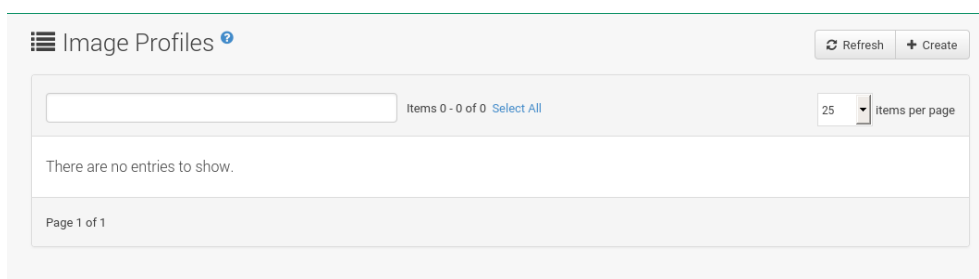 Image Profiles ?
Refresh + Create
Items 0 - 0 of 0 Select All 25 items per page
There are no entries to show.
Page 1 of 1